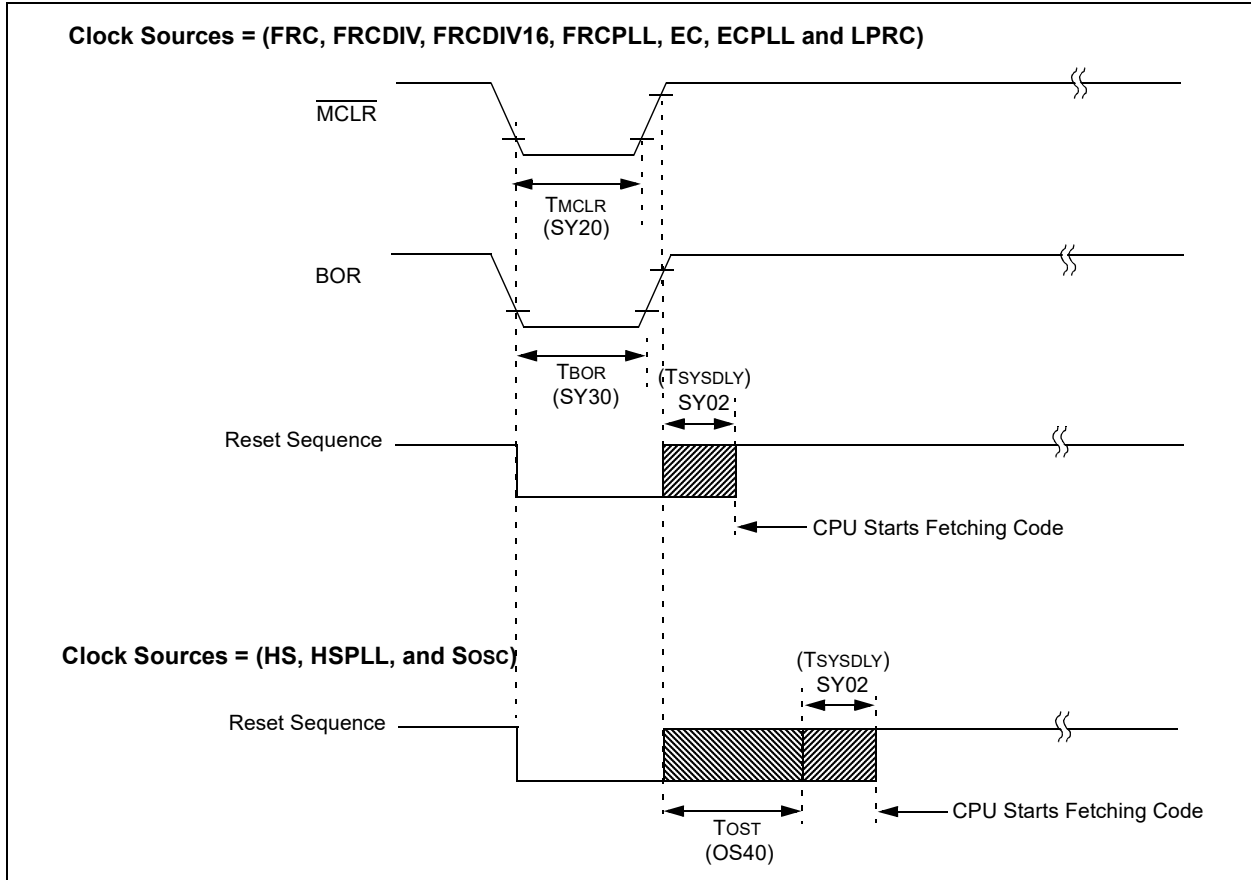 Clock Sources = (FRC, FRCDIV, FRCDIV16, FRCPLL, EC, ECPLL and LPRC)
MCLR
TMCLR
(SY20)
BOR
TBOR
(SY30)
(TSYSDLY)
SY02
Reset Sequence
CPU Starts Fetching Code
Clock Sources = (HS, HSPLL, and SOSC)
(TSYSDLY)
SY02
Reset Sequence
CPU Starts Fetching Code
TOST
(OS40)